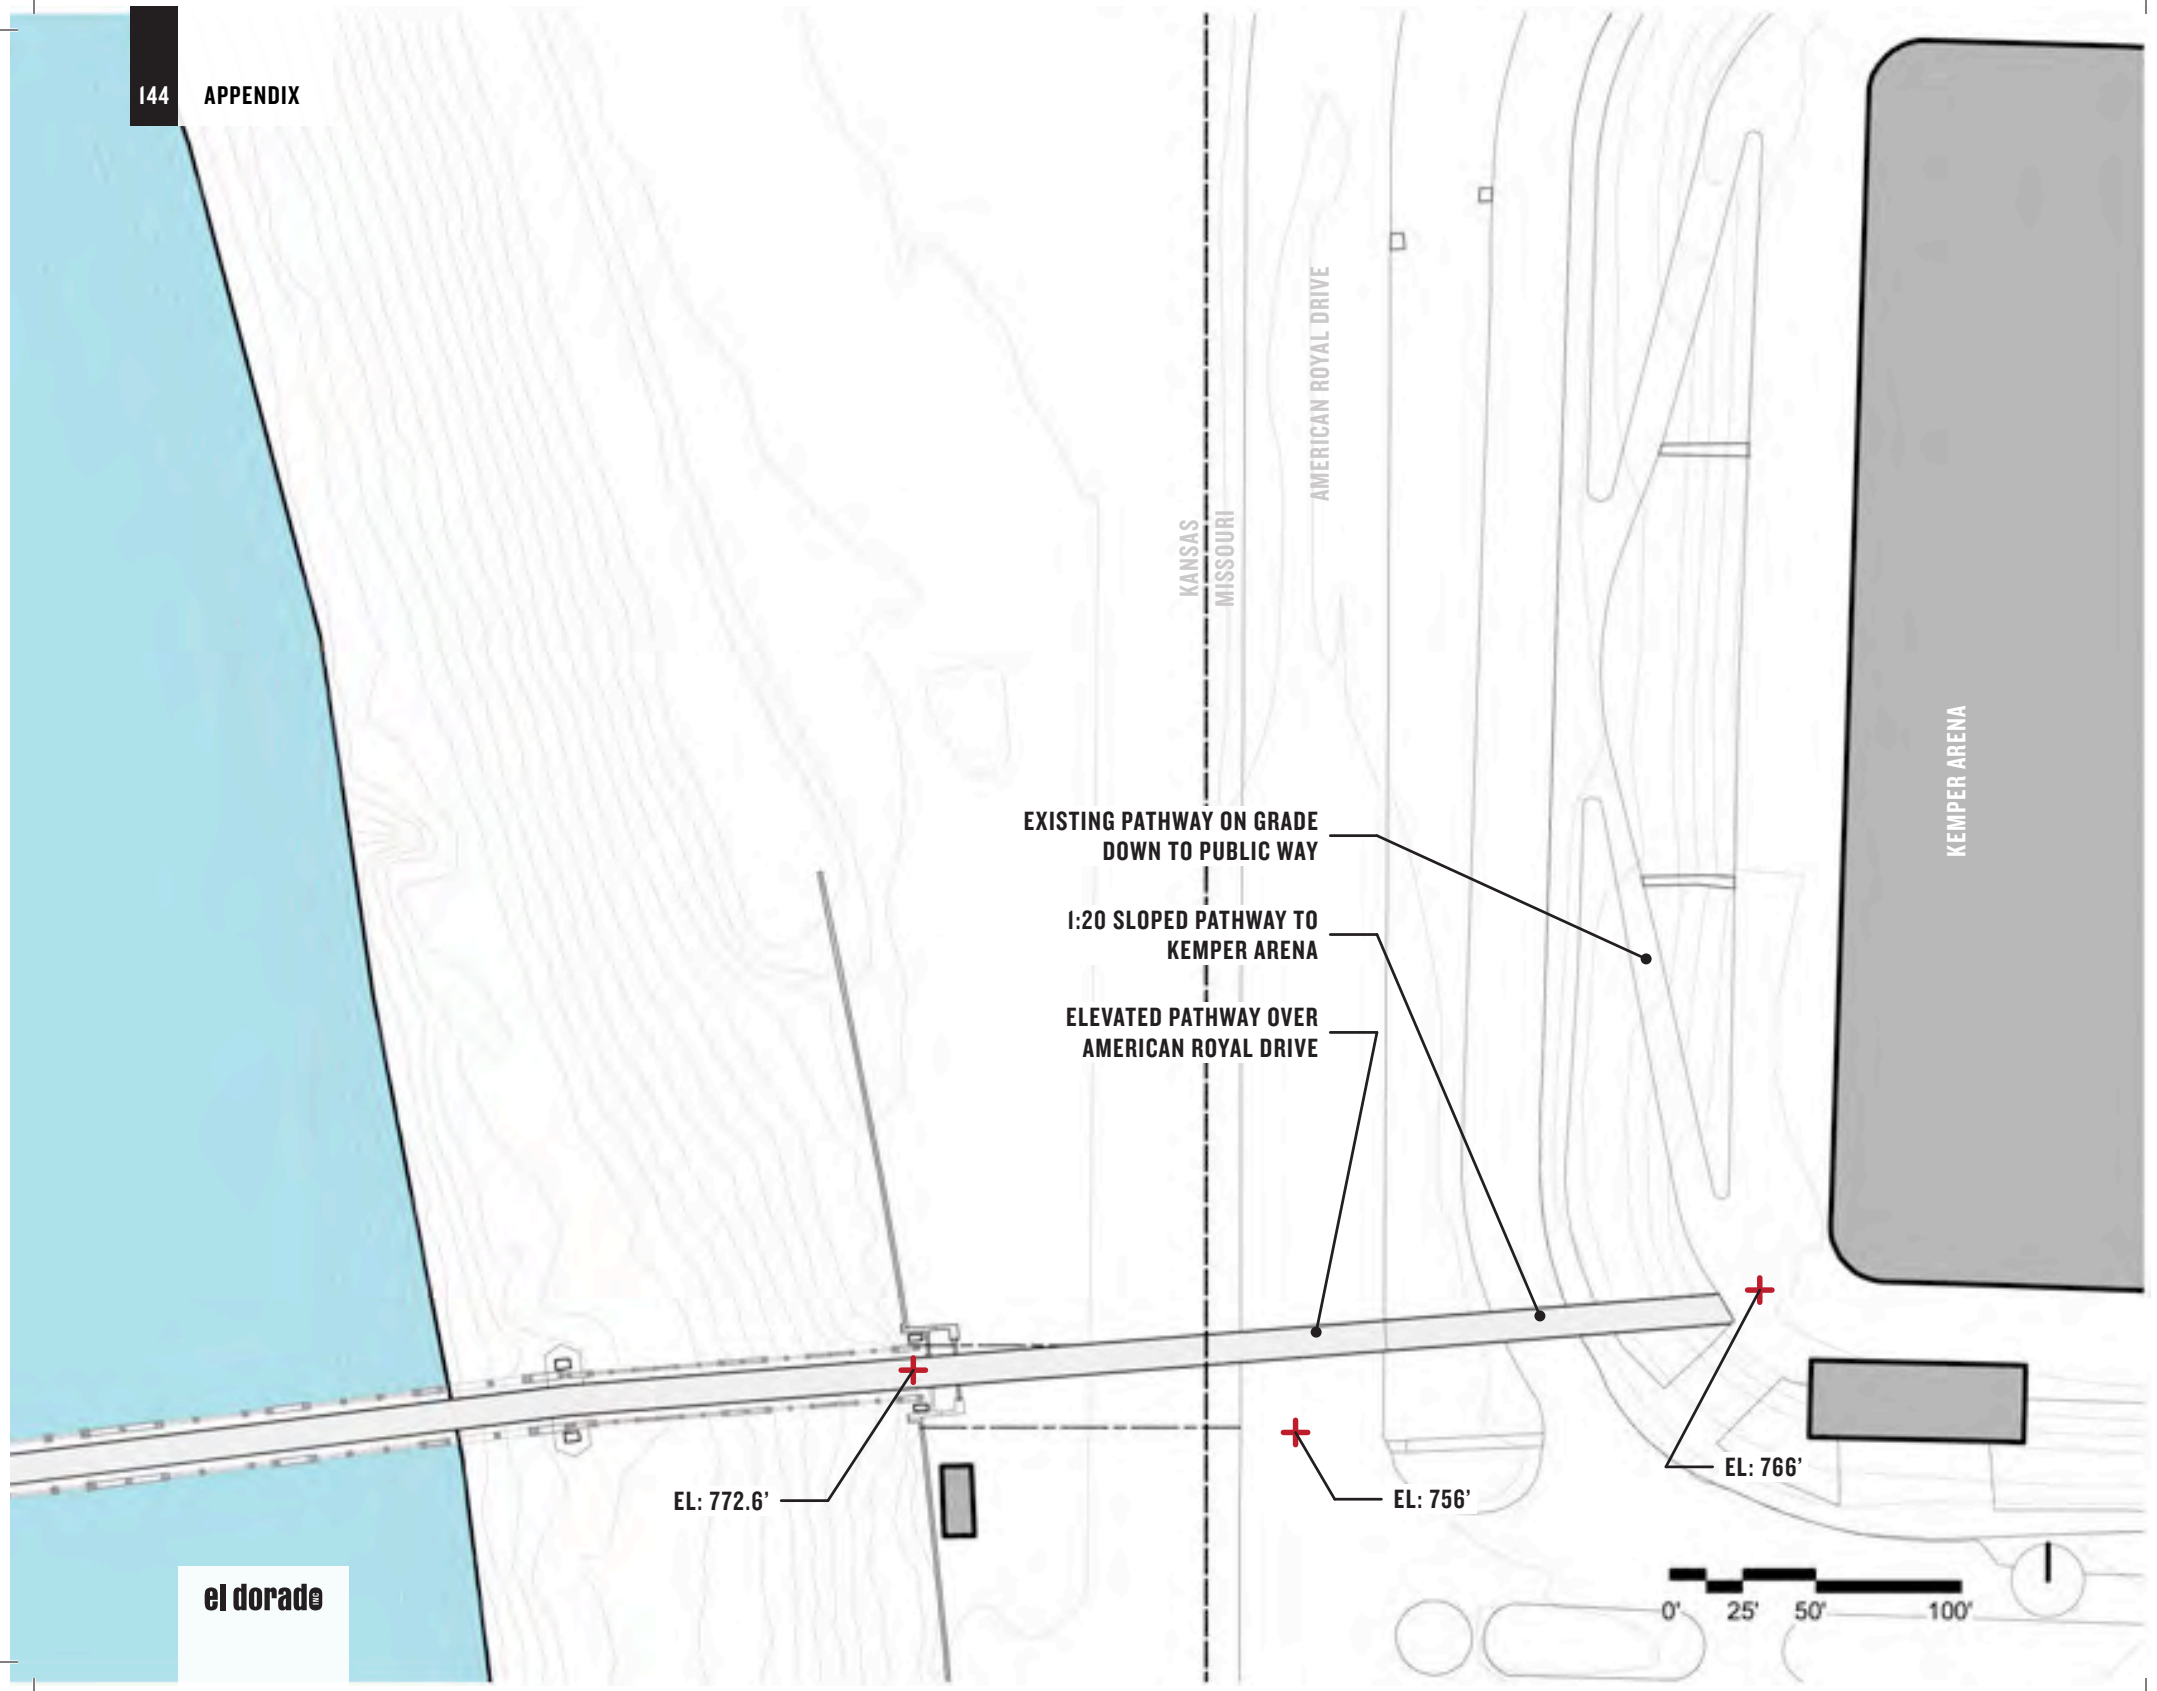 144 APPENDIX
AMERICAN ROYAL DRIVE
KANSAS
MISSOURI
KEMPER ARENA
EXISTING PATHWAY ON GRADE
DOWN TO PUBLIC WAY
1:20 SLOPED PATHWAY TO
KEMPER ARENA
ELEVATED PATHWAY OVER
AMERICAN ROYAL DRIVE
EL: 772.6’
EL: 756’
EL: 766’
0' 25' 50' 100'
el dorado INC